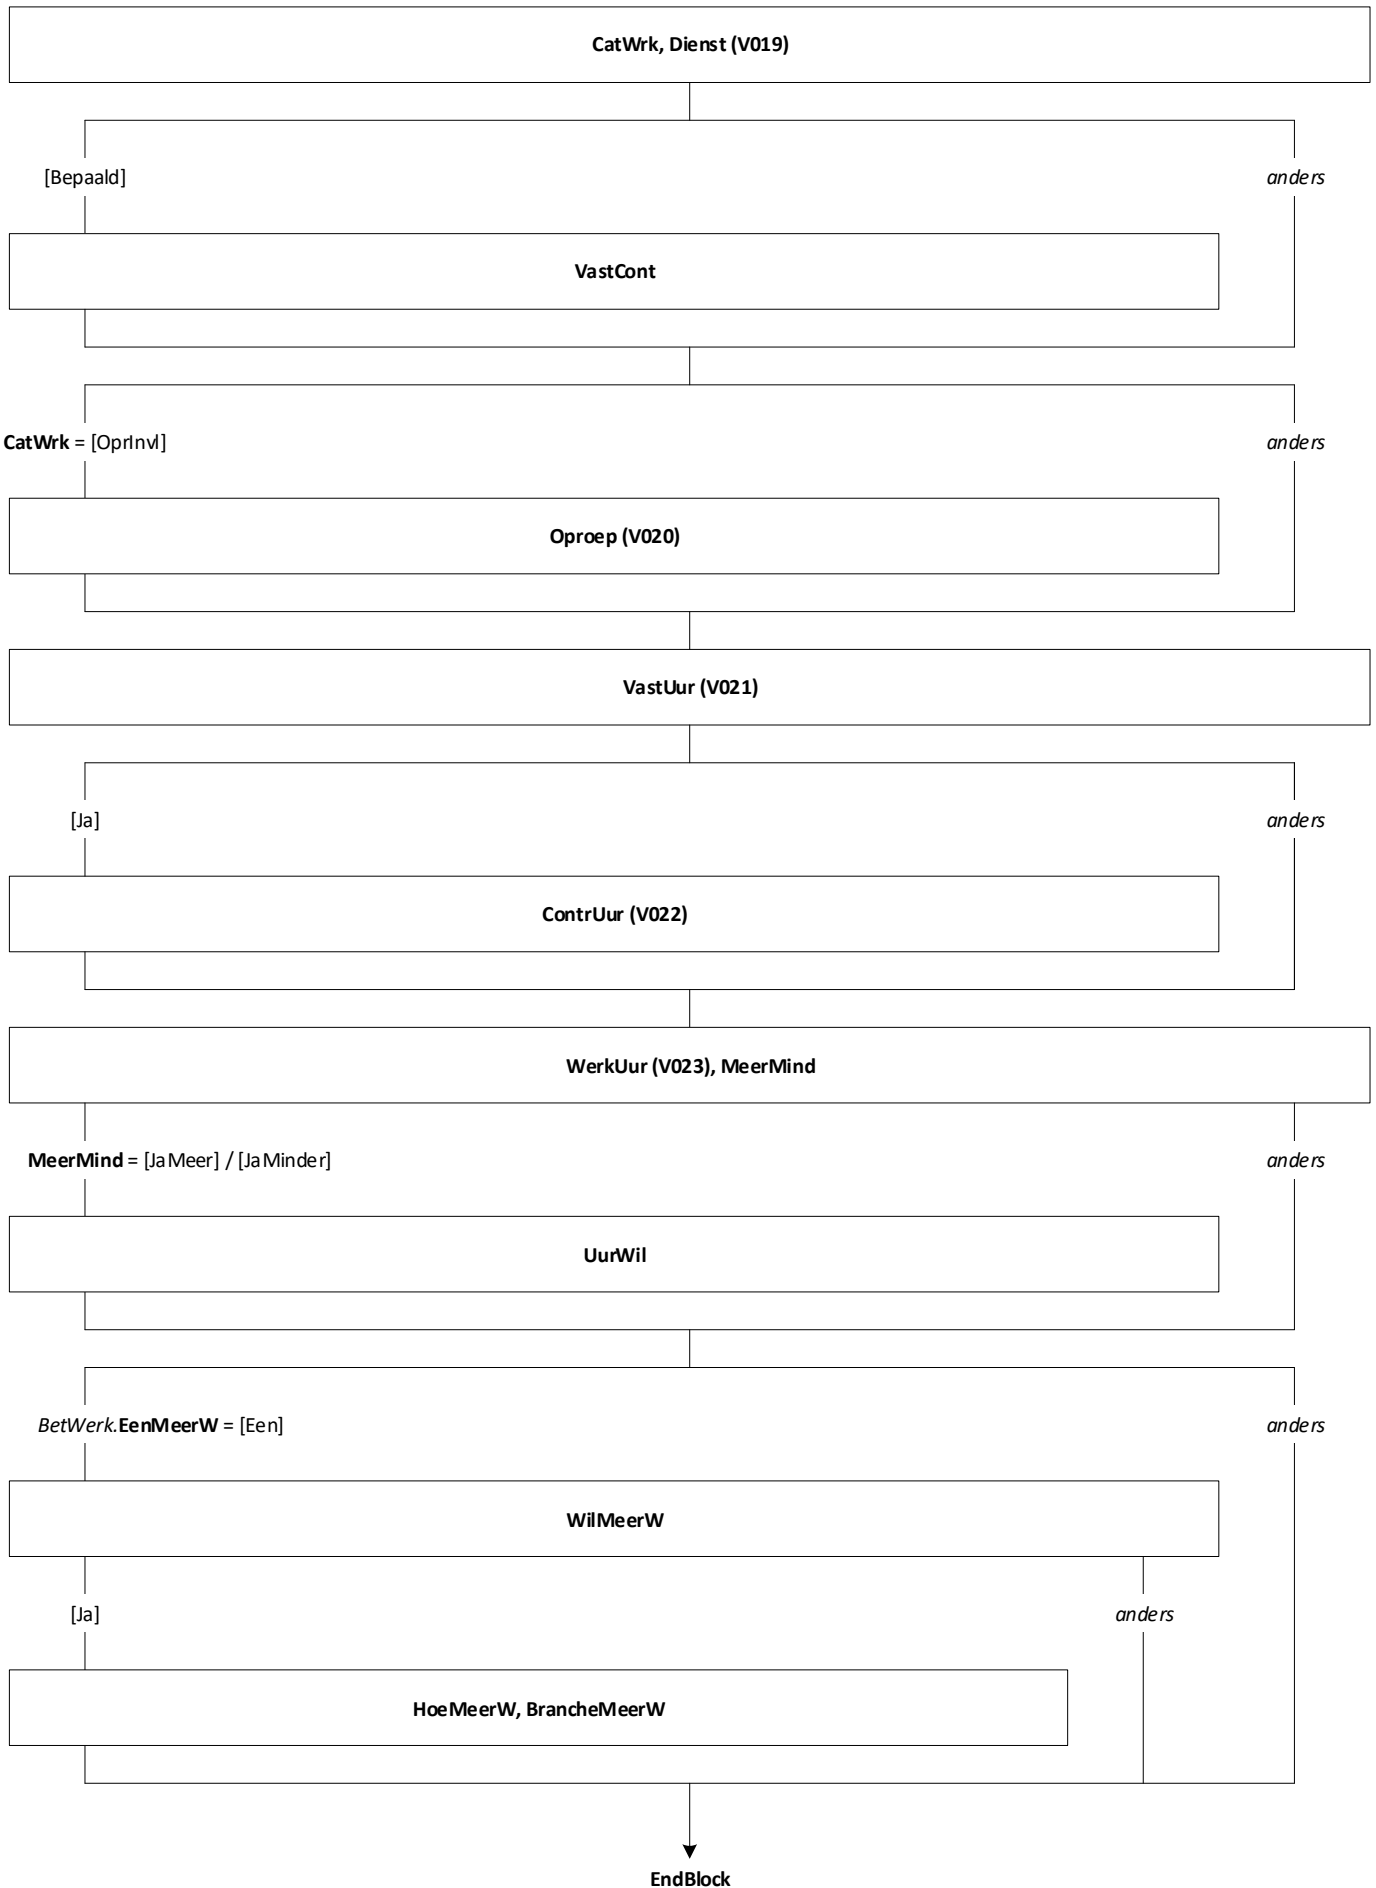 CatWrk, Dienst (V019)
[Bepaald]
anders
VastCont
CatWrk = [OprInvl]
anders
Oproep (V020)
VastUur (V021)
[Ja]
anders
ContrUur (V022)
WerkUur (V023), MeerMind
MeerMind = [JaMeer] / [JaMinder]
anders
UurWil
BetWerk.EenMeerW = [Een]
anders
WilMeerW
[Ja]
anders
HoeMeerW, BrancheMeerW
EndBlock